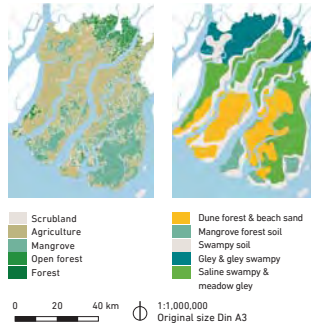 Scrubland
Agriculture
Mangrove
Open forest
Forest
Dune forest & beach sand
Mangrove forest soil
Swampy soil
Gley & gley swampy
Saline swampy &
meadow gley
0 20 40 km
1:1,000,000
Original size Din A3